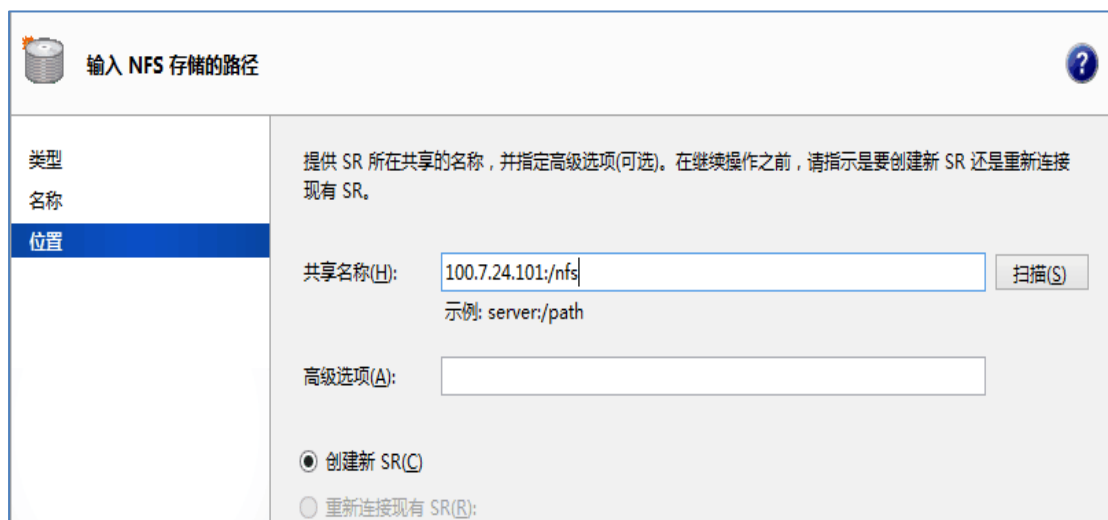 输入 NFS 存储的路径
?
类型
名称
位置
提供 SR 所在共享的名称，并指定高级选项(可选)。在继续操作之前，请指示是要创建新 SR 还是重新连接
现有 SR。
共享名称(H): 100.7.24.101:/nfs 扫描(S)
示例: server:/path
高级选项(A):
创建新 SR(C)
重新连接现有 SR(R):